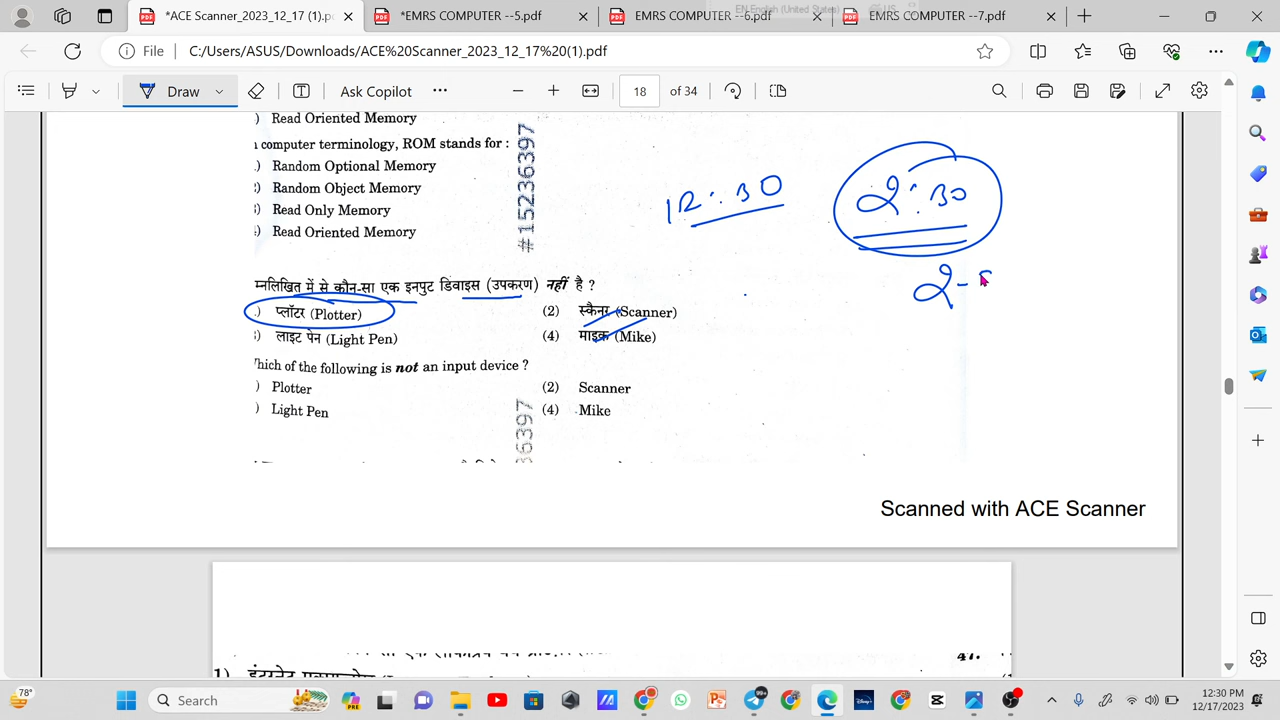 *ACE Scanner_2023_12_17 (1).pdf
*EMRS COMPUTER --5.pdf
EMRS COMPUTER --6.pdf
EMRS COMPUTER --7.pdf
File
C:/Users/ASUS/Downloads/ACE%20Scanner_2023_12_17%20(1).pdf
Draw
18 of 34
Ask Copilot
) Read Oriented Memory
computer terminology, ROM stands for :
) Random Optional Memory
) Random Object Memory
) Read Only Memory
) Read Oriented Memory
# 15236397
12:30
2:30
2-
म्नलिखित में से कौन-सा एक इनपुट डिवाइस (उपकरण) नहीं है ?
.) प्लॉटर (Plotter) (2) स्कैनर (Scanner)
) लाइट पेन (Light Pen) (4) माइक (Mike)
hich of the following is not an input device ?
) Plotter (2) Scanner
) Light Pen (4) Mike
36397
Scanned with ACE Scanner
47.
1)
78°
Search
99+
12:30 PM
12/17/2023